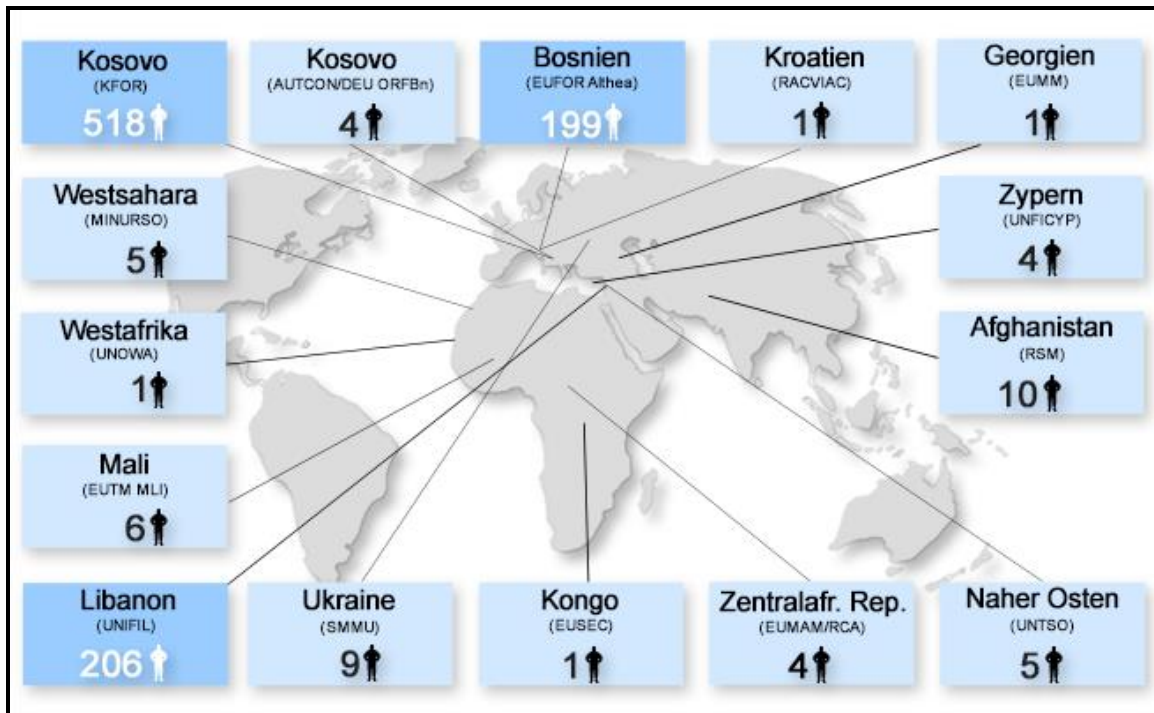 Kosovo
(KFOR)
518
Kosovo
(AUTCON/DEU ORFBn)
4
Bosnien
(EUFOR Althea)
199
Kroatien
(RACVIAC)
1
Georgien
(EUMM)
1
Westsahara
(MINURSO)
5
Zypern
(UNFICYP)
4
Westafrika
(UNOWA)
1
Afghanistan
(RSM)
10
Mali
(EUTM MLI)
6
Libanon
(UNIFIL)
206
Ukraine
(SMMU)
9
Kongo
(EUSEC)
1
Zentralafr. Rep.
(EUMAM/RCA)
4
Naher Osten
(UNTSO)
5